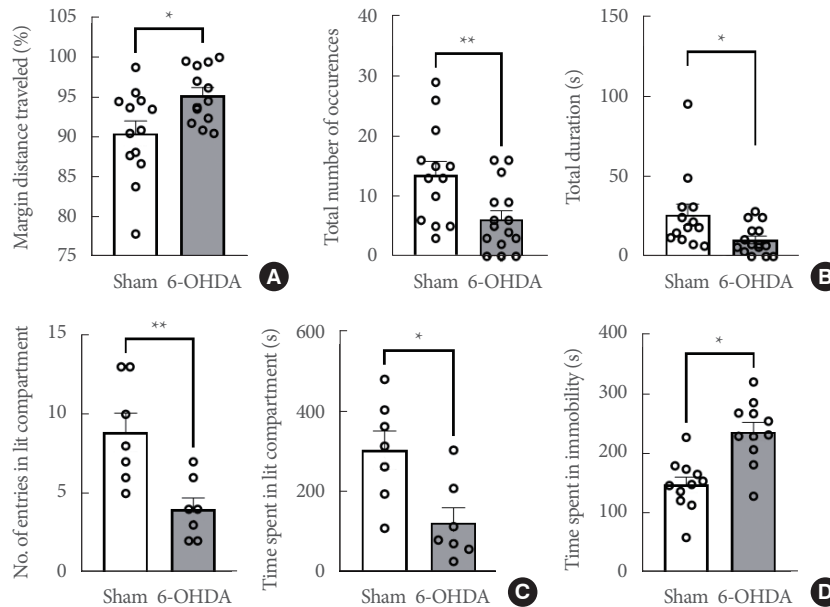 Margin distance traveled (%)
105
100
95
90
85
80
75
*
Sham 6-OHDA
A
Total number of occurences
40
30
20
10
0
**
Sham 6-OHDA
Total duration (s)
150
100
50
0
*
Sham 6-OHDA
B
No. of entries in lit compartment
15
10
5
0
**
Sham 6-OHDA
Time spent in lit compartment (s)
600
400
200
0
*
Sham 6-OHDA
C
Time spent in immobility (s)
400
300
200
100
0
*
Sham 6-OHDA
D